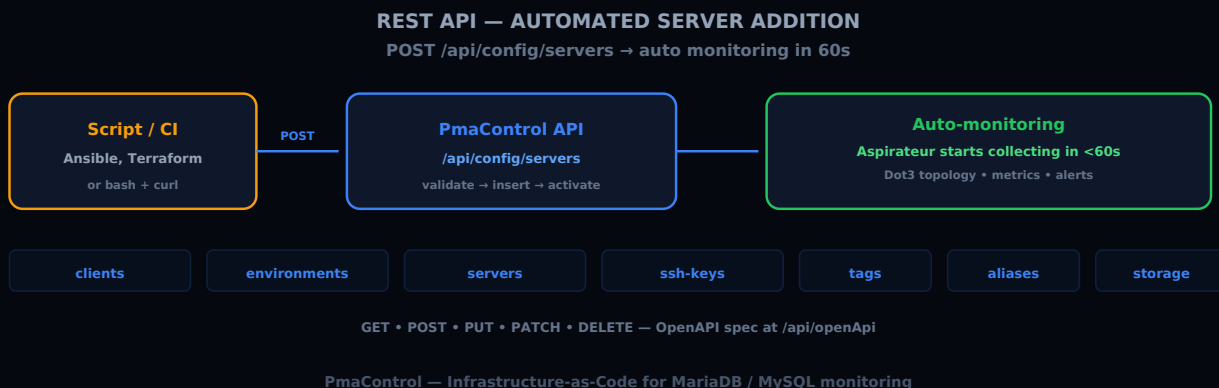 REST API — AUTOMATED SERVER ADDITION
POST /api/config/servers → auto monitoring in 60s
Script / CI
Ansible, Terraform
or bash + curl
POST
PmaControl API
/api/config/servers
validate → insert → activate
Auto-monitoring
Aspirateur starts collecting in <60s
Dot3 topology • metrics • alerts
clients
environments
servers
ssh-keys
tags
aliases
storage
GET • POST • PUT • PATCH • DELETE — OpenAPI spec at /api/openApi
PmaControl — Infrastructure-as-Code for MariaDB / MySQL monitoring